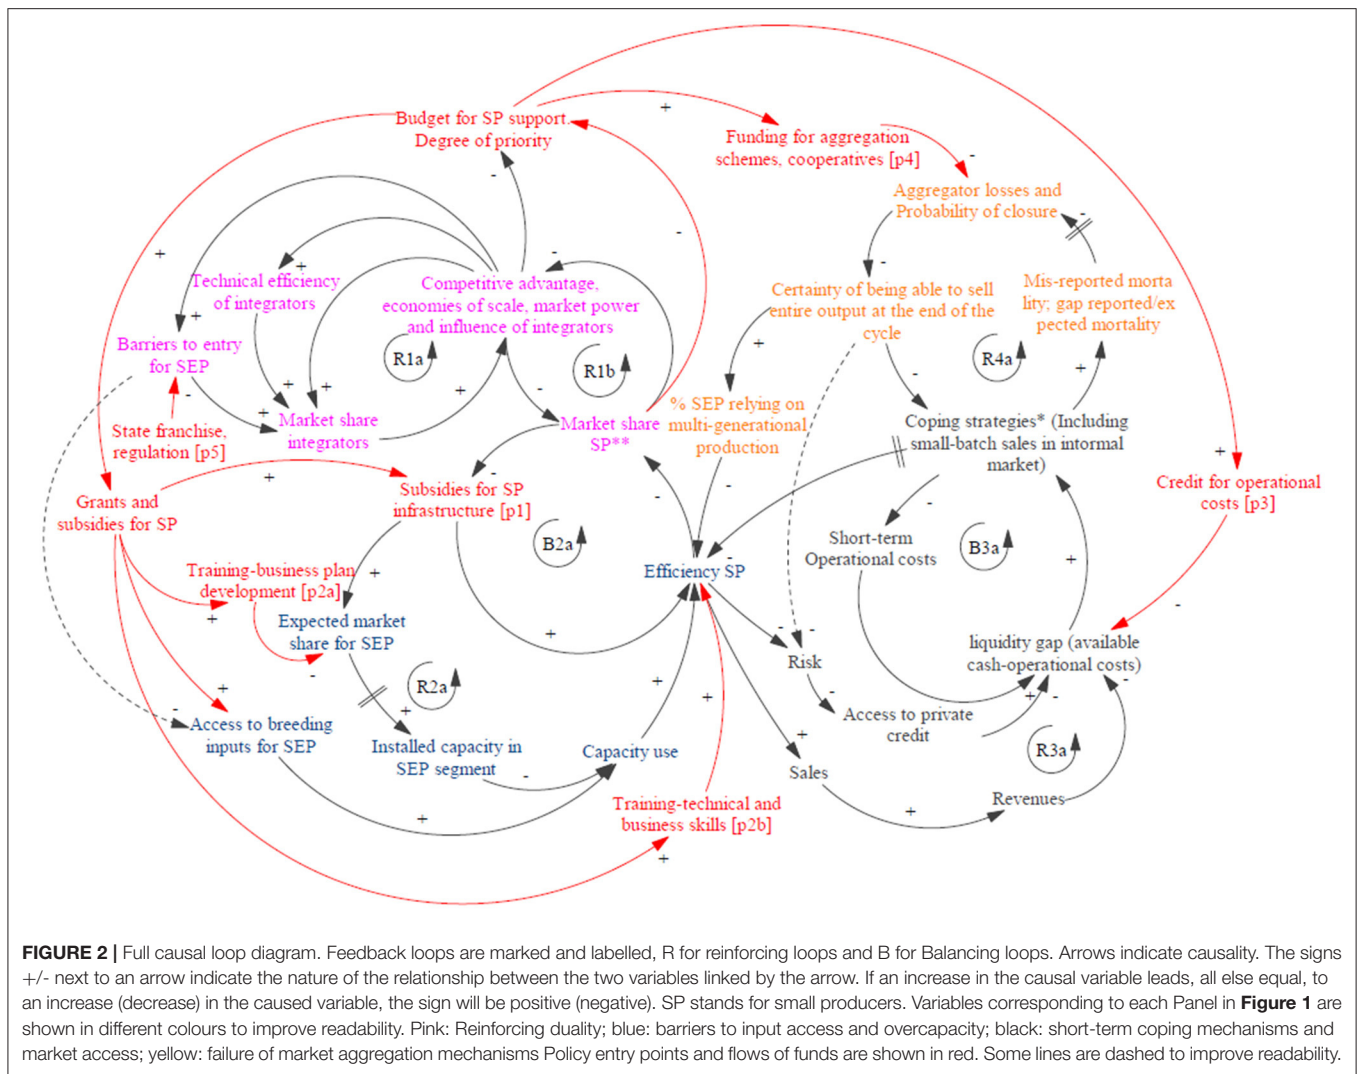 Budget for SP support.
Degree of priority
+
Funding for aggregation
schemes, cooperatives [p4]
-
Aggregator losses and
Probability of closure
-
-
-
+
-
-
Technical efficiency
of integrators
+
Competitive advantage,
economies of scale, market power
and influence of integrators
Certainty of being able to sell
entire output at the end of the
cycle
Mis-reported morta
lity; gap reported/ex
pected mortality
+
Barriers to entry
for SEP
R1a
R1b
+
R4a
-
+
+
+
-
-
+
State franchise,
regulation [p5]
+
Market share
integrators
Market share
SP**
% SEP relying on
multi-generational
production
Coping strategies* (Including
small-batch sales in intormal
market)
+
Credit for operational
costs [p3]
Grants and
subsidies for SP
+
Subsidies for SP
infrastructure [p1]
-
-
-
-
B2a
Short-term
Operational costs
B3a
+
Training-business plan
development [p2a]
+
Efficiency SP
-
+
Expected market
share for SEP
+
-
-
-
liquidity gap (available
cash-operational costs)
-
Risk
+
-
R2a
+
+
-
+
-
-
Access to breeding
inputs for SEP
+
Installed capacity in
SEP segment
Capacity use
Access to private
credit
+
R3a
-
Sales
+
Training-technical and
business skills [p2b]
+
Revenues
+
FIGURE 2 | Full causal loop diagram. Feedback loops are marked and labelled, R for reinforcing loops and B for Balancing loops. Arrows indicate causality. The signs
+/- next to an arrow indicate the nature of the relationship between the two variables linked by the arrow. If an increase in the causal variable leads, all else equal, to
an increase (decrease) in the caused variable, the sign will be positive (negative). SP stands for small producers. Variables corresponding to each Panel in Figure 1 are
shown in different colours to improve readability. Pink: Reinforcing duality; blue: barriers to input access and overcapacity; black: short-term coping mechanisms and
market access; yellow: failure of market aggregation mechanisms Policy entry points and flows of funds are shown in red. Some lines are dashed to improve readability.